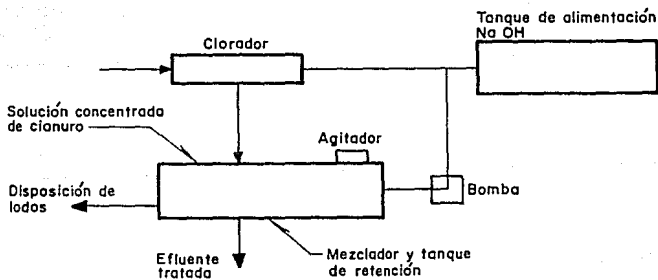 Tanque de alimentación
Na OH
Clorador
Solución concentrada
de cianuro
Agitador
Disposición de
lodos
Bomba
Efluente
tratada
Mezclador y tanque
de retención